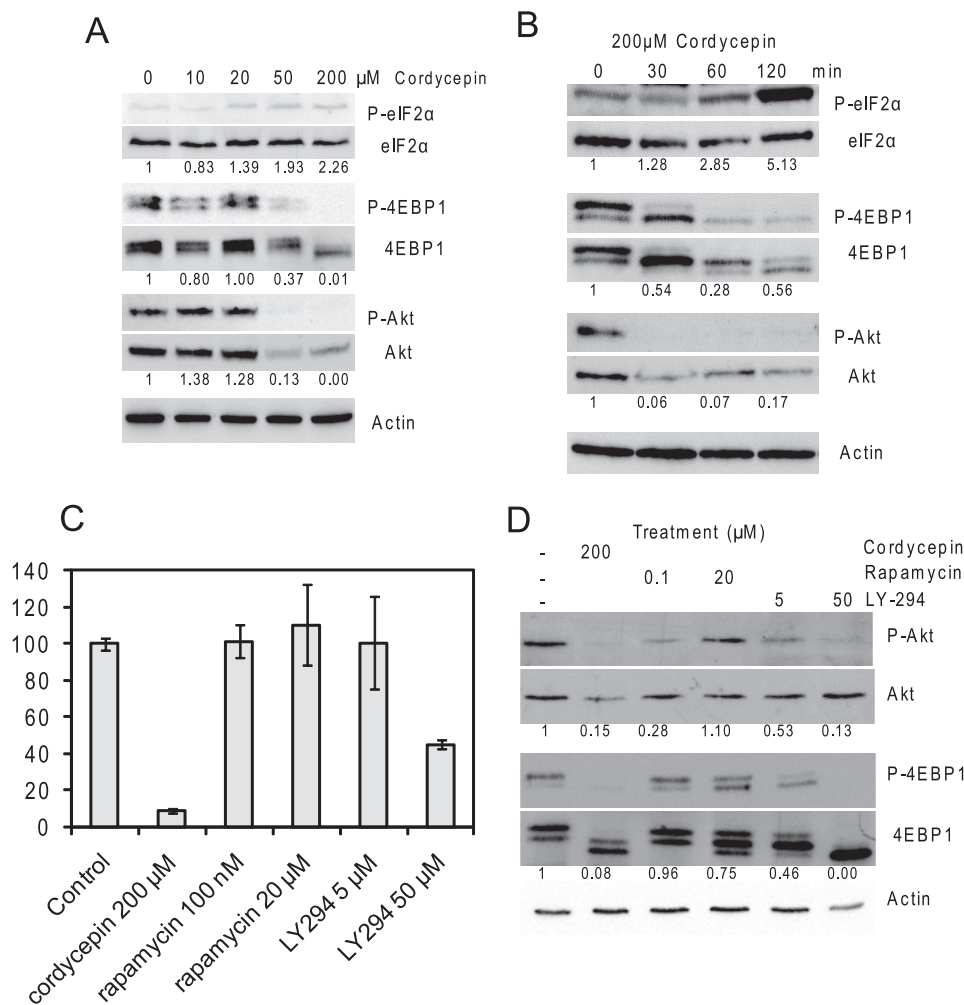 A
0 10 20 50 200 µM Cordycepin
P-eIF2α
eIF2α
1 0.83 1.39 1.93 2.26
P-4EBP1
4EBP1
1 0.80 1.00 0.37 0.01
P-Akt
Akt
1 1.38 1.28 0.13 0.00
Actin
B
200µM Cordycepin
0 30 60 120 min
P-eIF2α
eIF2α
1 1.28 2.85 5.13
P-4EBP1
4EBP1
1 0.54 0.28 0.56
P-Akt
Akt
1 0.06 0.07 0.17
Actin
C
140
120
100
80
60
40
20
0
Control
cordycepin 200 µM
rapamycin 100 nM
rapamycin 20 µM
LY294 5 µM
LY294 50 µM
D
Treatment (µM)
- 200 Cordycepin
- 0.1 20 Rapamycin
- 5 50 LY-294
P-Akt
Akt
1 0.15 0.28 1.10 0.53 0.13
P-4EBP1
4EBP1
1 0.08 0.96 0.75 0.46 0.00
Actin